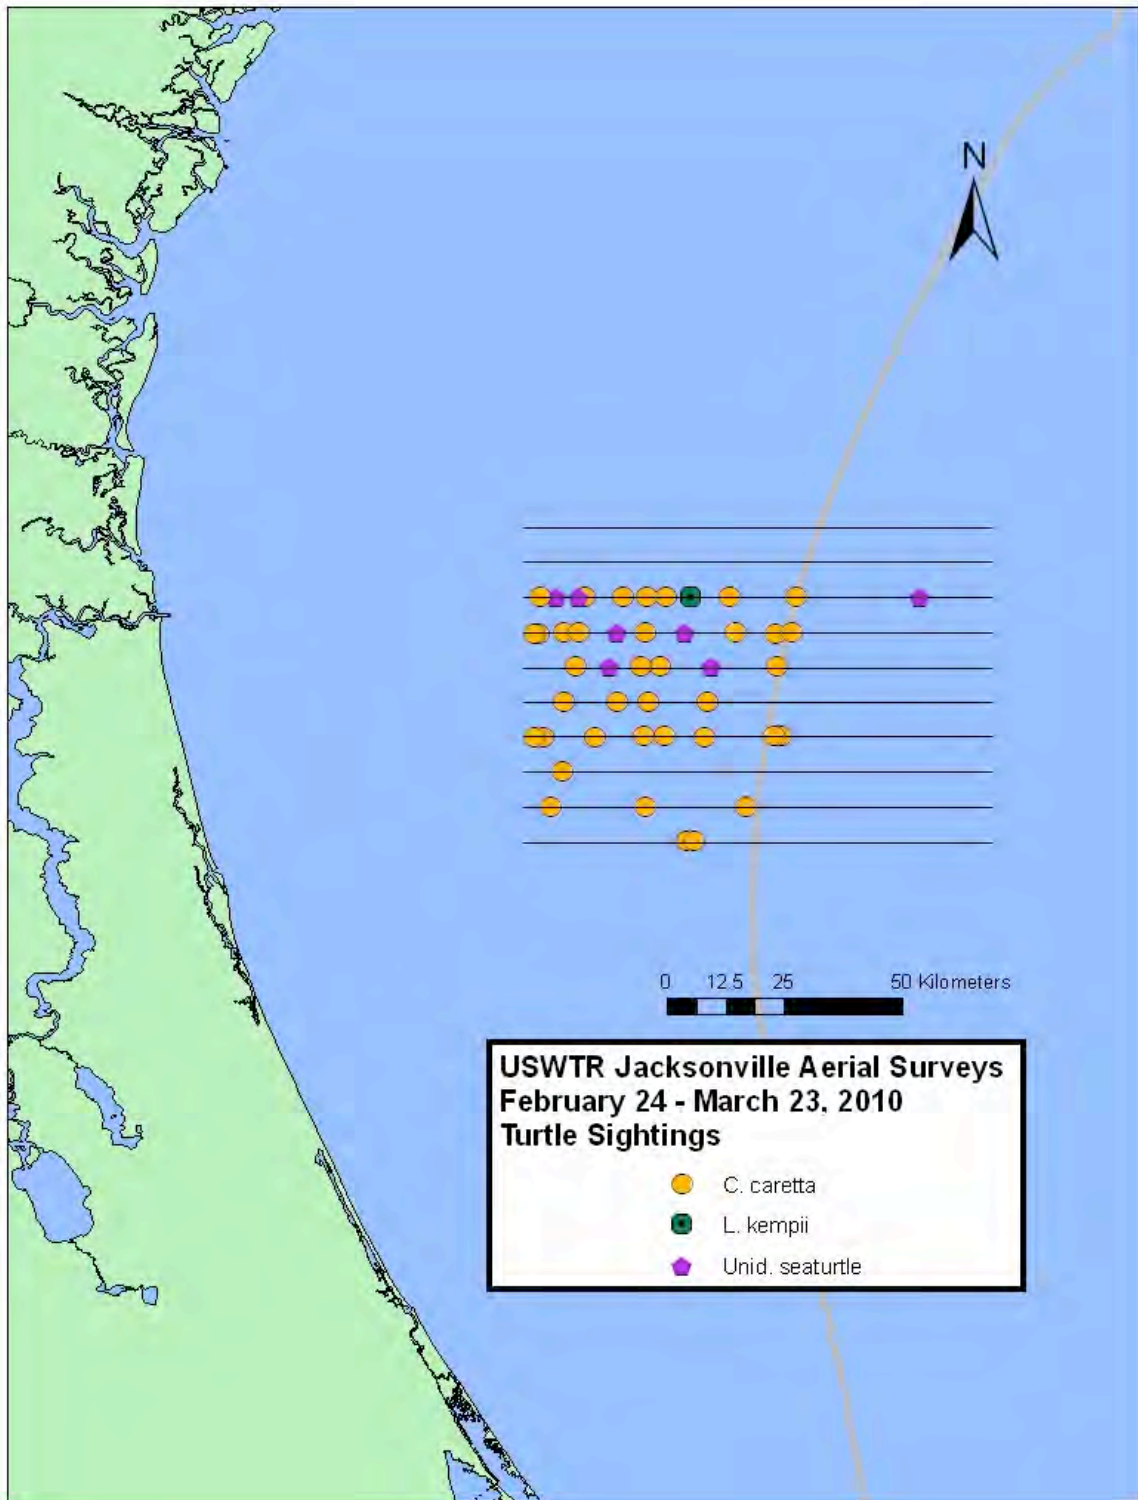 N
0 12.5 25 50 Kilometers
USWTR Jacksonville Aerial Surveys
February 24 - March 23, 2010
Turtle Sightings
C. caretta
L. kempii
Unid. seaturtle